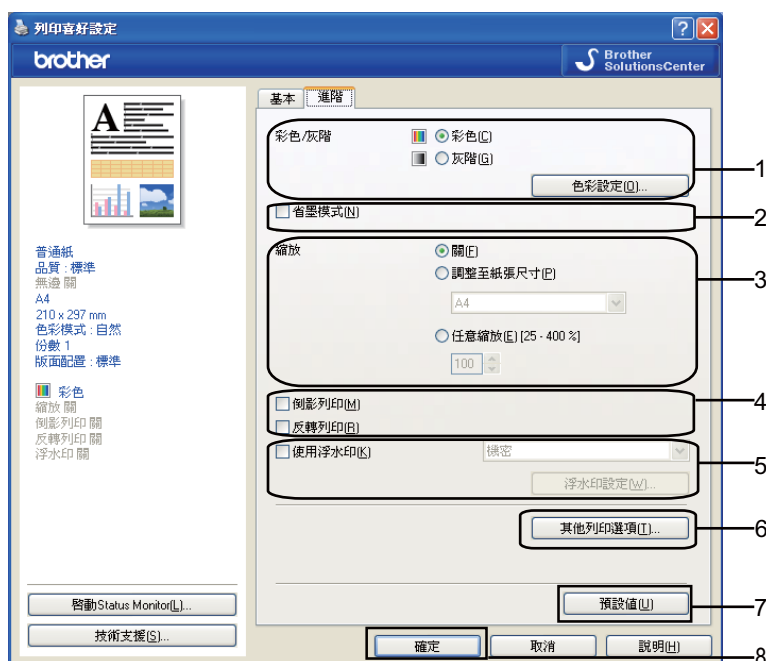 列印喜好設定
brother
Brother
SolutionsCenter
A
普通紙
品質 : 標準
無邊 關
A4
210 x 297 mm
色彩模式 : 自然
份數 1
版面配置 : 標準
彩色
縮放 關
倒影列印 關
反轉列印 關
浮水印 關
啓動Status Monitor(L)...
技術支援(S)...
基本 進階
彩色/灰階
彩色(C)
灰階(G)
色彩設定(O)...
1
省墨模式(N)
2
縮放
關(F)
調整至紙張尺寸(P)
A4
任意縮放(E) [25 - 400 %]
100
3
倒影列印(M)
反轉列印(R)
4
使用浮水印(K) 機密
浮水印設定(W)...
5
其他列印選項(T)...
6
預設值(U)
7
確定 取消 說明(H)
8